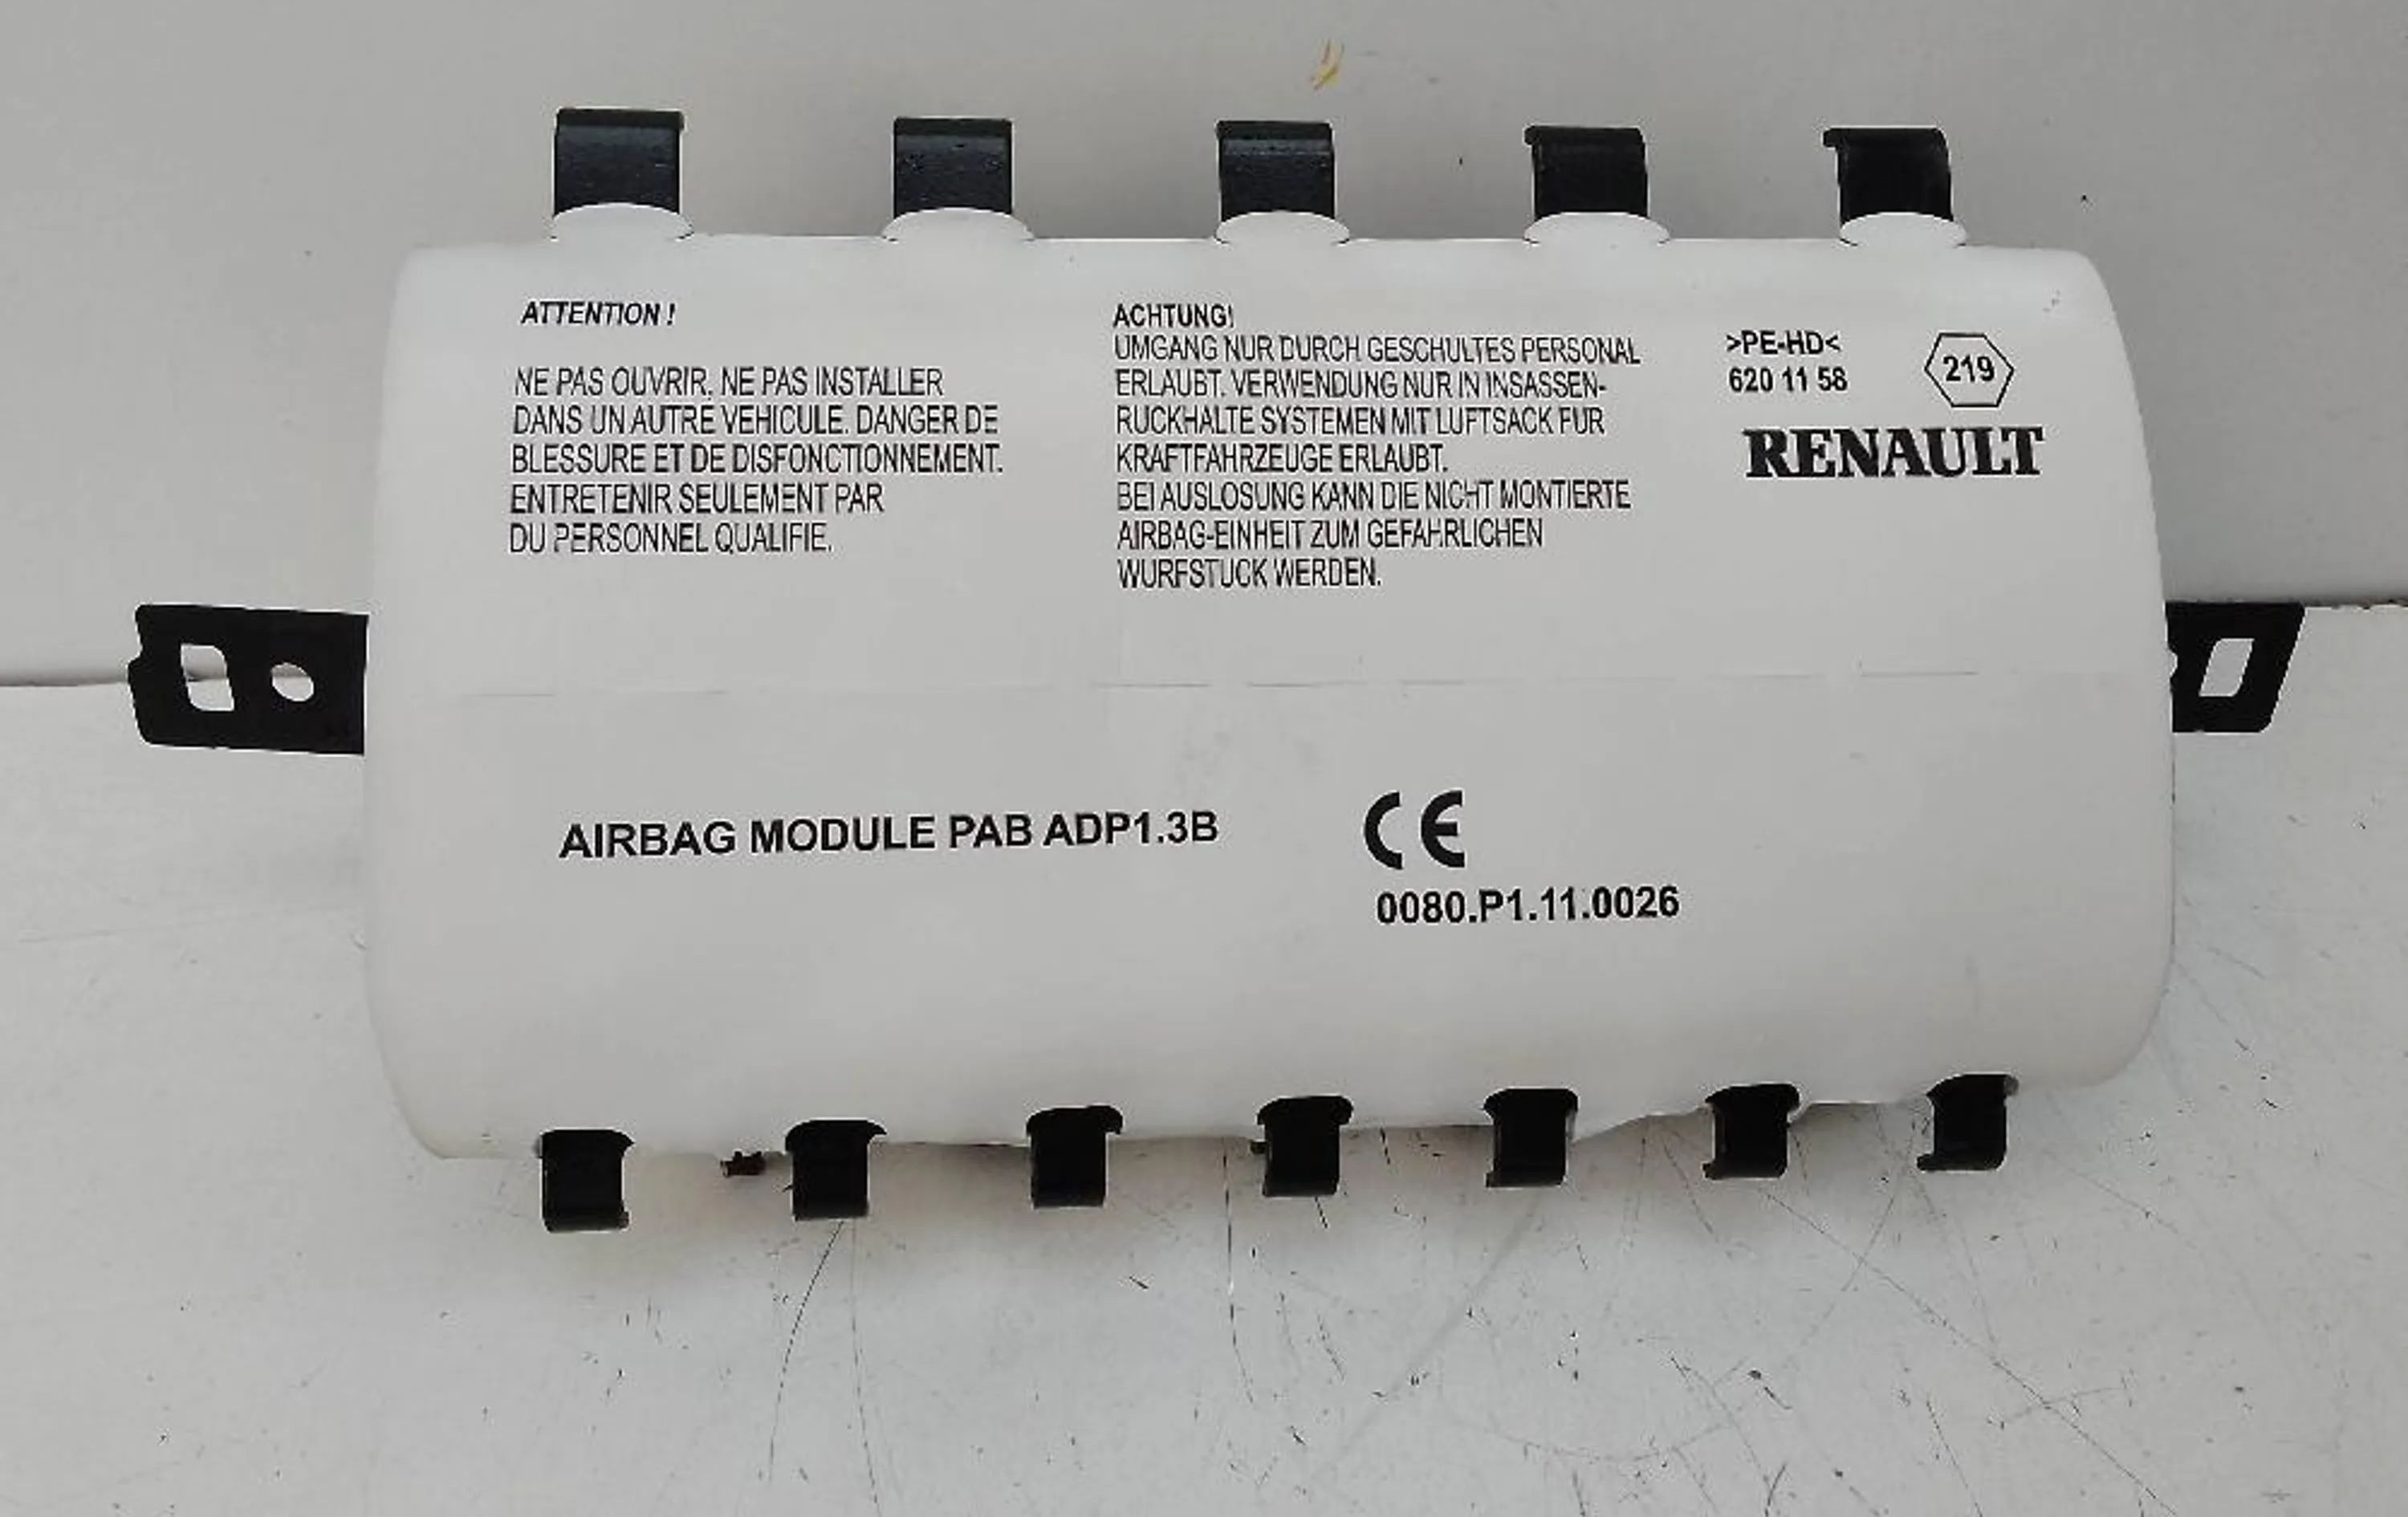 ATTENTION !
NE PAS OUVRIR. NE PAS INSTALLER
DANS UN AUTRE VEHICULE. DANGER DE
BLESSURE ET DE DISFONCTIONNEMENT.
ENTRETENIR SEULEMENT PAR
DU PERSONNEL QUALIFIE.
ACHTUNG!
UMGANG NUR DURCH GESCHULTES PERSONAL
ERLAUBT. VERWENDUNG NUR IN INSASSEN-
RUCKHALTE SYSTEMEN MIT LUFTSACK FUR
KRAFTFAHRZEUGE ERLAUBT.
BEI AUSLOSUNG KANN DIE NICHT MONTIERTE
AIRBAG-EINHEIT ZUM GEFAHRLICHEN
WURFSTUCK WERDEN.
>PE-HD<
620 11 58
219
RENAULT
AIRBAG MODULE PAB ADP1.3B
CE
0080.P1.11.0026